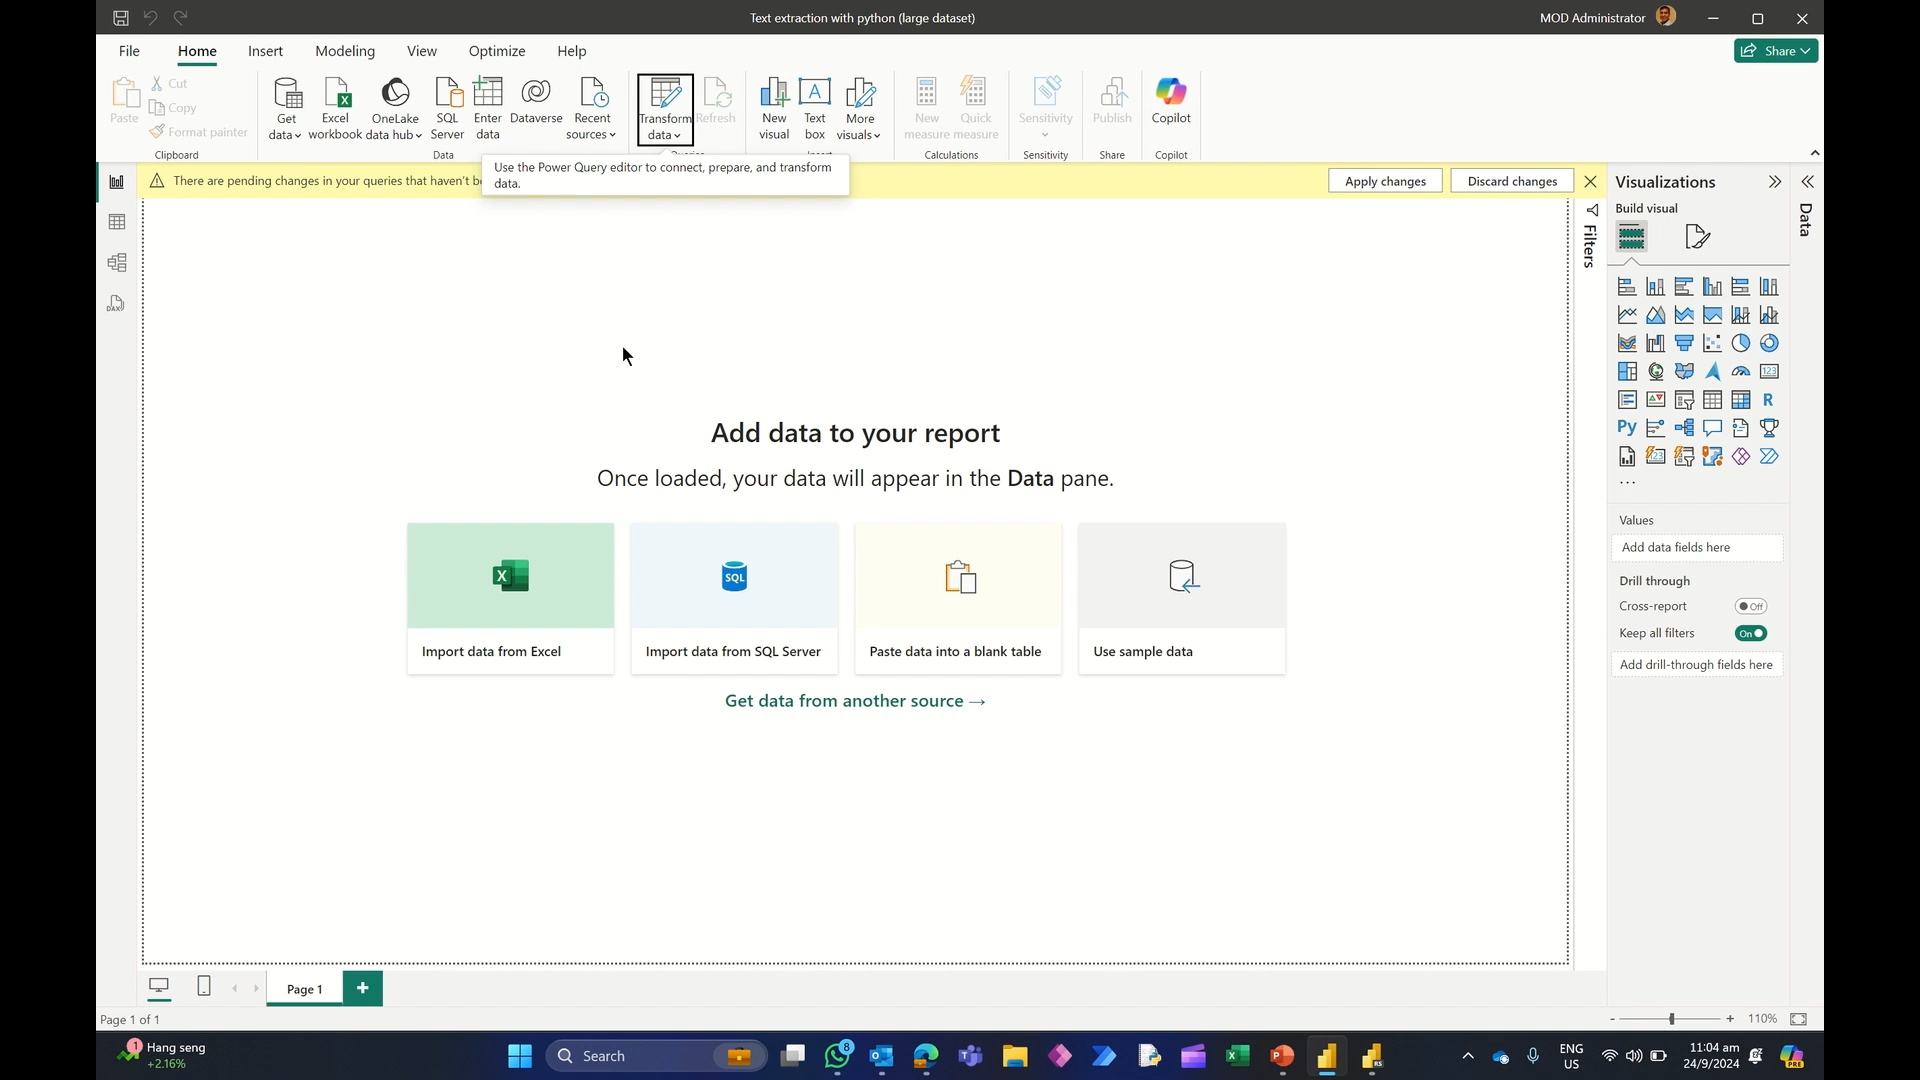 Text extraction with python (large dataset)
MOD Administrator
File
Home
Insert
Modeling
View
Optimize
Help
Share
Paste
Cut
Copy
Format painter
Get
data
Excel
workbook
OneLake
data hub
SQL
Server
Enter
data
Dataverse
Recent
sources
Transform
data
Refresh
New
visual
Text
box
More
visuals
New
measure
Quick
measure
Sensitivity
Publish
Copilot
Clipboard
Data
Calculations
Sensitivity
Share
Copilot
Use the Power Query editor to connect, prepare, and transform
data.
There are pending changes in your queries that haven't
Apply changes
Discard changes
Filters
Visualizations
Data
Build visual
123
R
Py
123
Values
Add data fields here
Drill through
Cross-report
Off
Keep all filters
On
Add drill-through fields here
Add data to your report
Once loaded, your data will appear in the Data pane.
SQL
Import data from Excel
Import data from SQL Server
Paste data into a blank table
Use sample data
Get data from another source →
Page 1
Page 1 of 1
110%
1
Hang seng
+2.16%
Search
8
ENG
US
11:04 am
24/9/2024
PRE